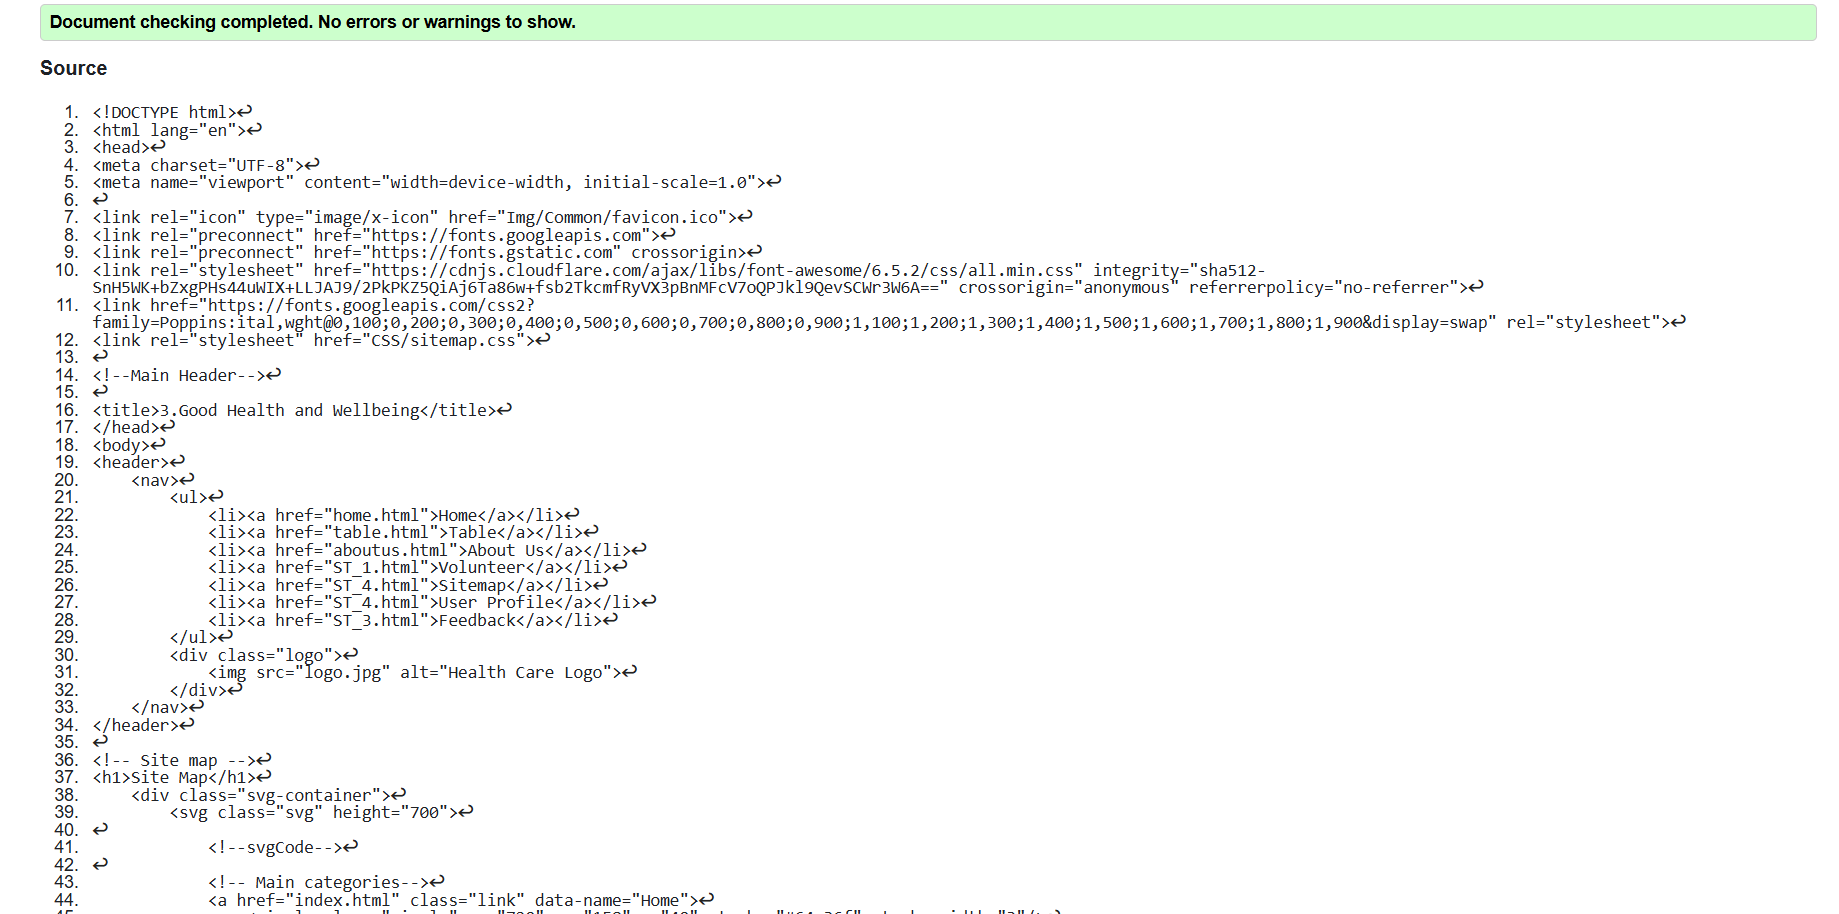 Document checking completed. No errors or warnings to show.
Source
1. <!DOCTYPE html>↩
2. <html lang="en">↩
3. <head>↩
4. <meta charset="UTF-8">↩
5. <meta name="viewport" content="width=device-width, initial-scale=1.0">↩
6. ↩
7. <link rel="icon" type="image/x-icon" href="Img/Common/favicon.ico">↩
8. <link rel="preconnect" href="https://fonts.googleapis.com">↩
9. <link rel="preconnect" href="https://fonts.gstatic.com" crossorigin>↩
10. <link rel="stylesheet" href="https://cdnjs.cloudflare.com/ajax/libs/font-awesome/6.5.2/css/all.min.css" integrity="sha512-
SnH5WK+bZxgPHs44uWIX+LLJAJ9/2PkPKZ5QiAj6Ta86w+fsb2TkcmfRyVX3pBnMFcV7oQPJkl9QevSCWr3W6A==" crossorigin="anonymous" referrerpolicy="no-referrer">↩
11. <link href="https://fonts.googleapis.com/css2?
family=Poppins:ital,wght@0,100;0,200;0,300;0,400;0,500;0,600;0,700;0,800;0,900;1,100;1,200;1,300;1,400;1,500;1,600;1,700;1,800;1,900&display=swap" rel="stylesheet">↩
12. <link rel="stylesheet" href="CSS/sitemap.css">↩
13. ↩
14. <!--Main Header-->↩
15. ↩
16. <title>3.Good Health and Wellbeing</title>↩
17. </head>↩
18. <body>↩
19. <header>↩
20. <nav>↩
21. <ul>↩
22. <li><a href="home.html">Home</a></li>↩
23. <li><a href="table.html">Table</a></li>↩
24. <li><a href="aboutus.html">About Us</a></li>↩
25. <li><a href="ST_1.html">Volunteer</a></li>↩
26. <li><a href="ST_4.html">Sitemap</a></li>↩
27. <li><a href="ST_4.html">User Profile</a></li>↩
28. <li><a href="ST_3.html">Feedback</a></li>↩
29. </ul>↩
30. <div class="logo">↩
31. <img src="logo.jpg" alt="Health Care Logo">↩
32. </div>↩
33. </nav>↩
34. </header>↩
35. ↩
36. <!-- Site map -->↩
37. <h1>Site Map</h1>↩
38. <div class="svg-container">↩
39. <svg class="svg" height="700">↩
40. ↩
41. <!--svgCode-->↩
42. ↩
43. <!-- Main categories-->↩
44. <a href="index.html" class="link" data-name="Home">↩